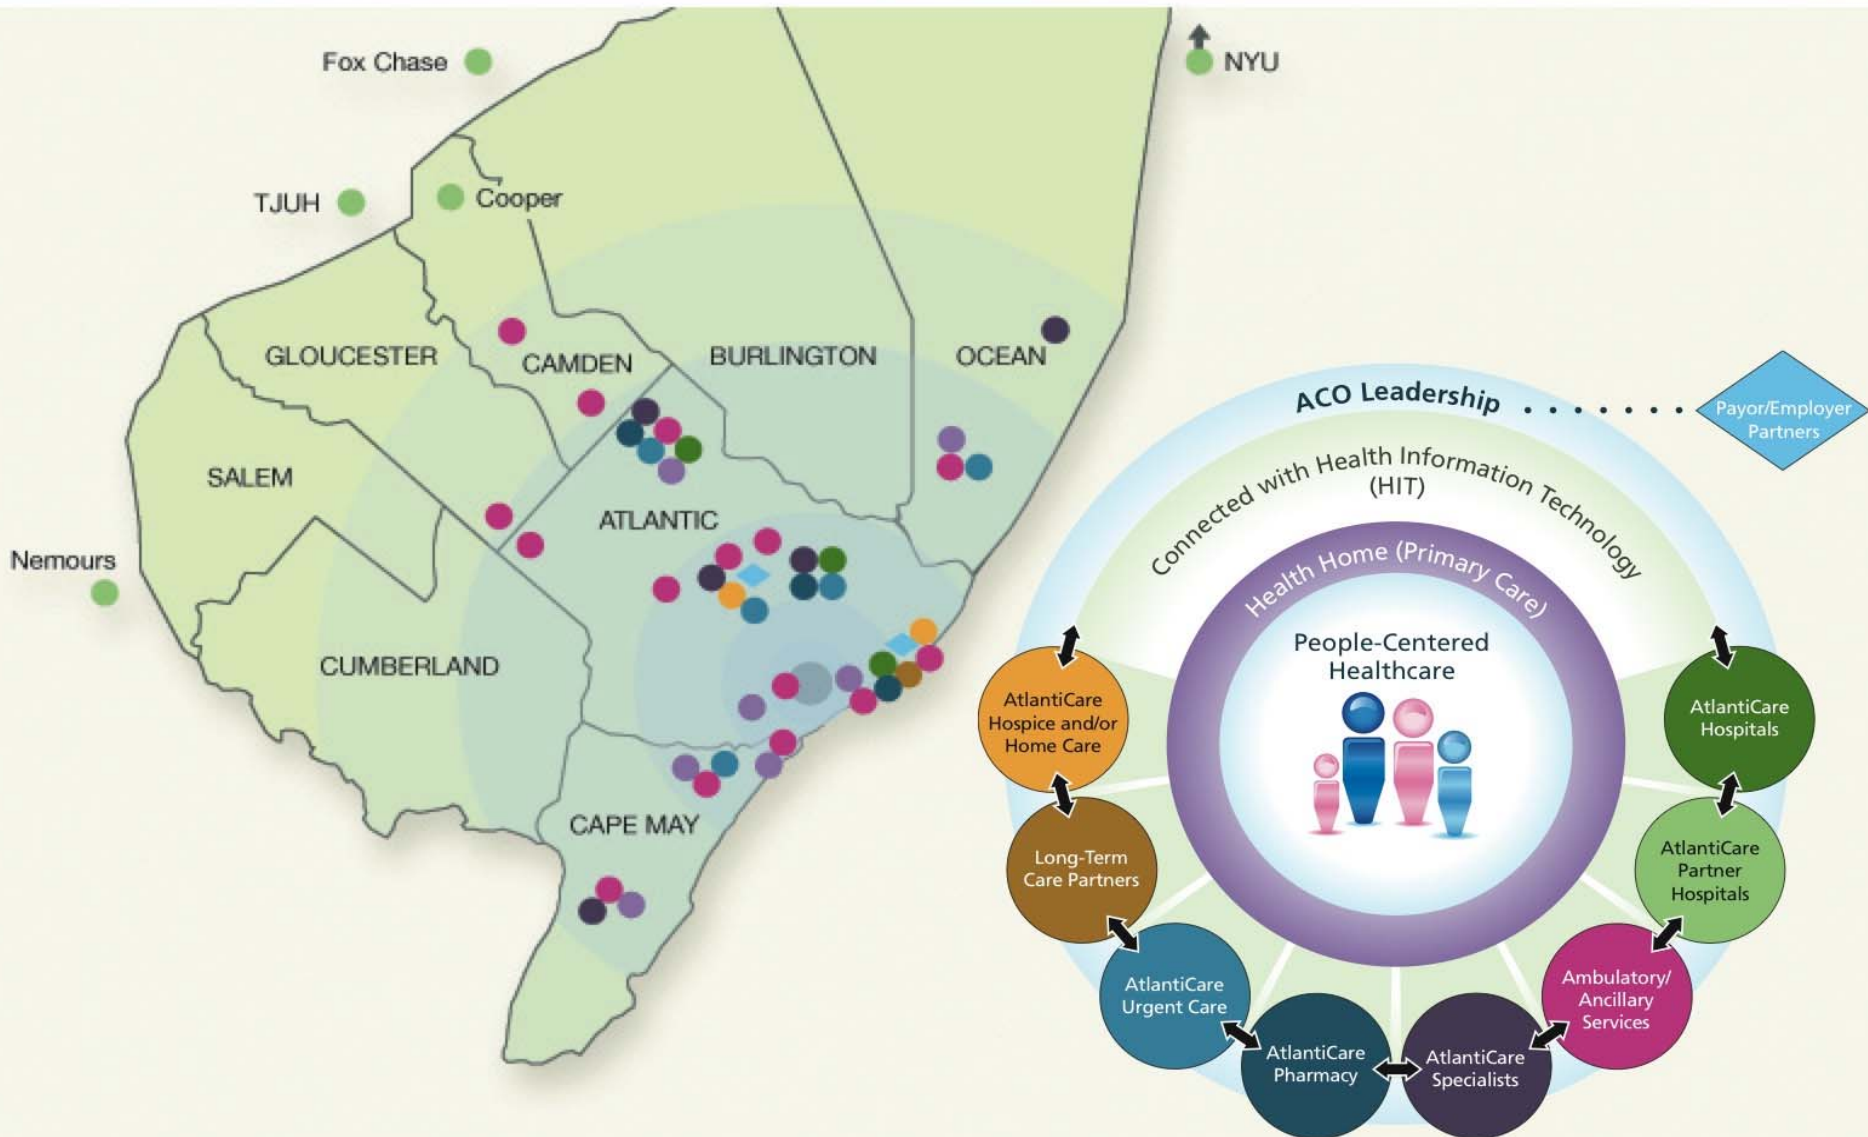 Fox Chase
NYU
TJUH
Cooper
GLOUCESTER
CAMDEN
BURLINGTON
OCEAN
SALEM
ATLANTIC
Nemours
CUMBERLAND
CAPE MAY
ACO Leadership
Payor/Employer
Partners
Connected with Health Information Technology
(HIT)
Health Home (Primary Care)
People-Centered
Healthcare
AtlantiCare
Hospice and/or
Home Care
Long-Term
Care Partners
AtlantiCare
Urgent Care
AtlantiCare
Pharmacy
AtlantiCare
Specialists
Ambulatory/
Ancillary
Services
AtlantiCare
Partner
Hospitals
AtlantiCare
Hospitals